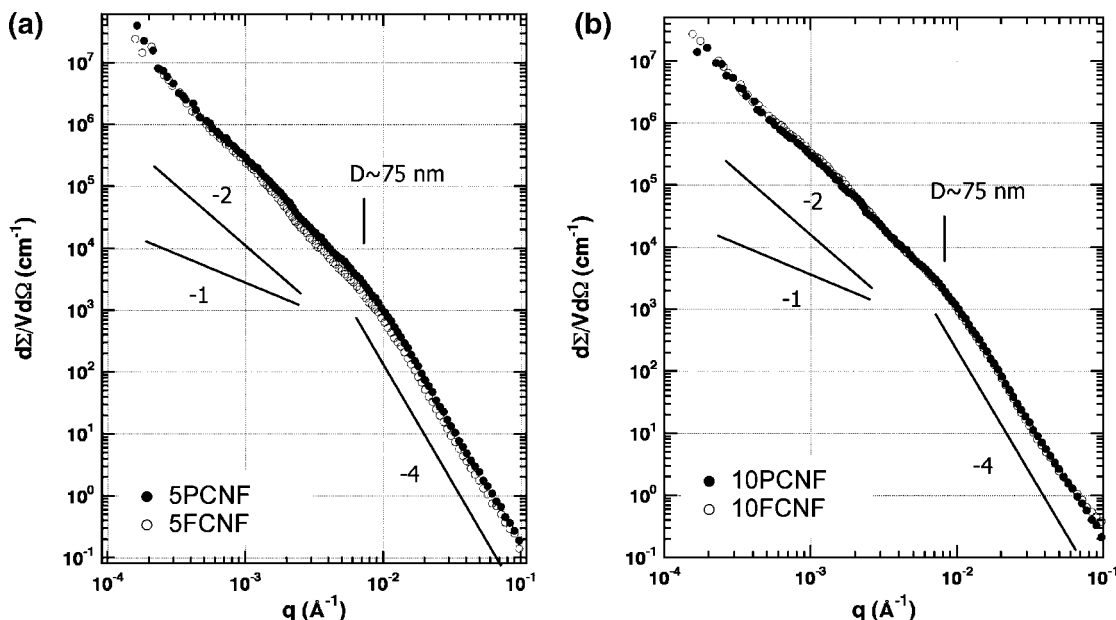 (a)
dΣ/VdΩ (cm⁻¹)
10⁷
10⁶
10⁵
10⁴
10³
10²
10¹
10⁰
10⁻¹
-2
-1
D~75 nm
-4
5PCNF
5FCNF
10⁻⁴ 10⁻³ 10⁻² 10⁻¹
q (Å⁻¹)
(b)
dΣ/VdΩ (cm⁻¹)
10⁷
10⁶
10⁵
10⁴
10³
10²
10¹
10⁰
10⁻¹
-2
-1
D~75 nm
-4
10PCNF
10FCNF
10⁻⁴ 10⁻³ 10⁻² 10⁻¹
q (Å⁻¹)